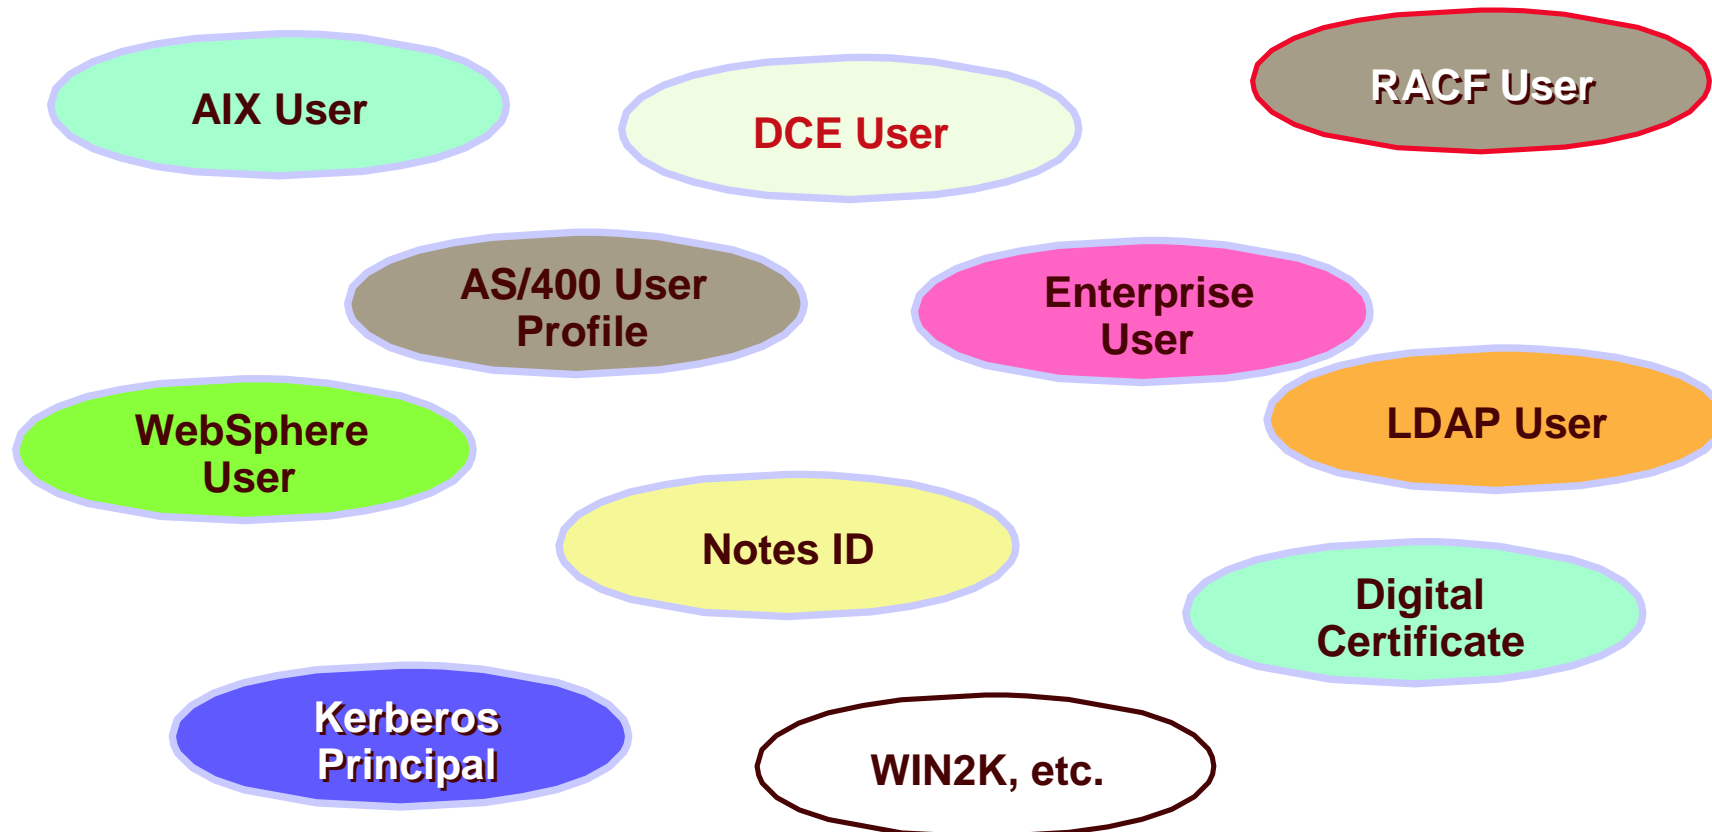 AIX User
DCE User
RACF User
AS/400 User
Profile
Enterprise
User
WebSphere
User
LDAP User
Notes ID
Digital
Certificate
Kerberos
Principal
WIN2K, etc.